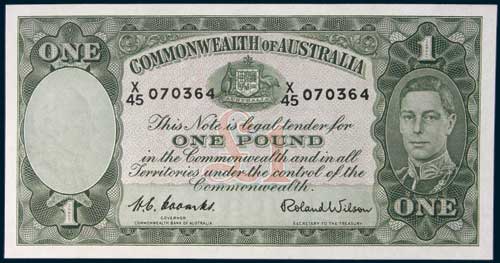 ONE
COMMONWEALTH OF AUSTRALIA
1
X/45 070364
X/45 070364
AUSTRALIA
This Note is legal tender for
ONE POUND
in the Commonwealth and in all
Territories under the control of the
Commonwealth.
H.C. Coombs.
Roland Wilson
GOVERNOR
COMMONWEALTH BANK OF AUSTRALIA
SECRETARY TO THE TREASURY
1
ONE